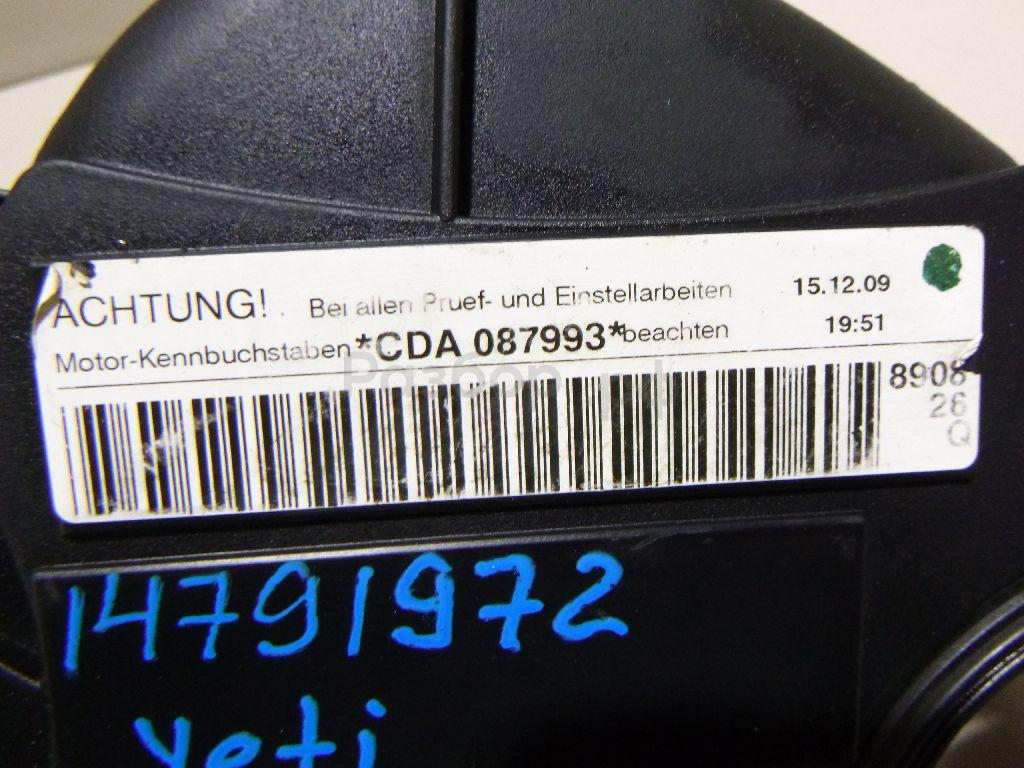 ACHTUNG! Bei allen Pruef- und Einstellarbeiten 15.12.09
Motor-Kennbuchstaben *CDA 087993* beachten 19:51
8908
26
Q
Разбор
14791972
yeti